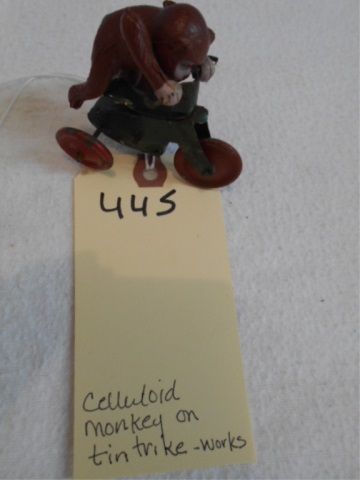 445
Celluloid
monkey on
tin trike - works